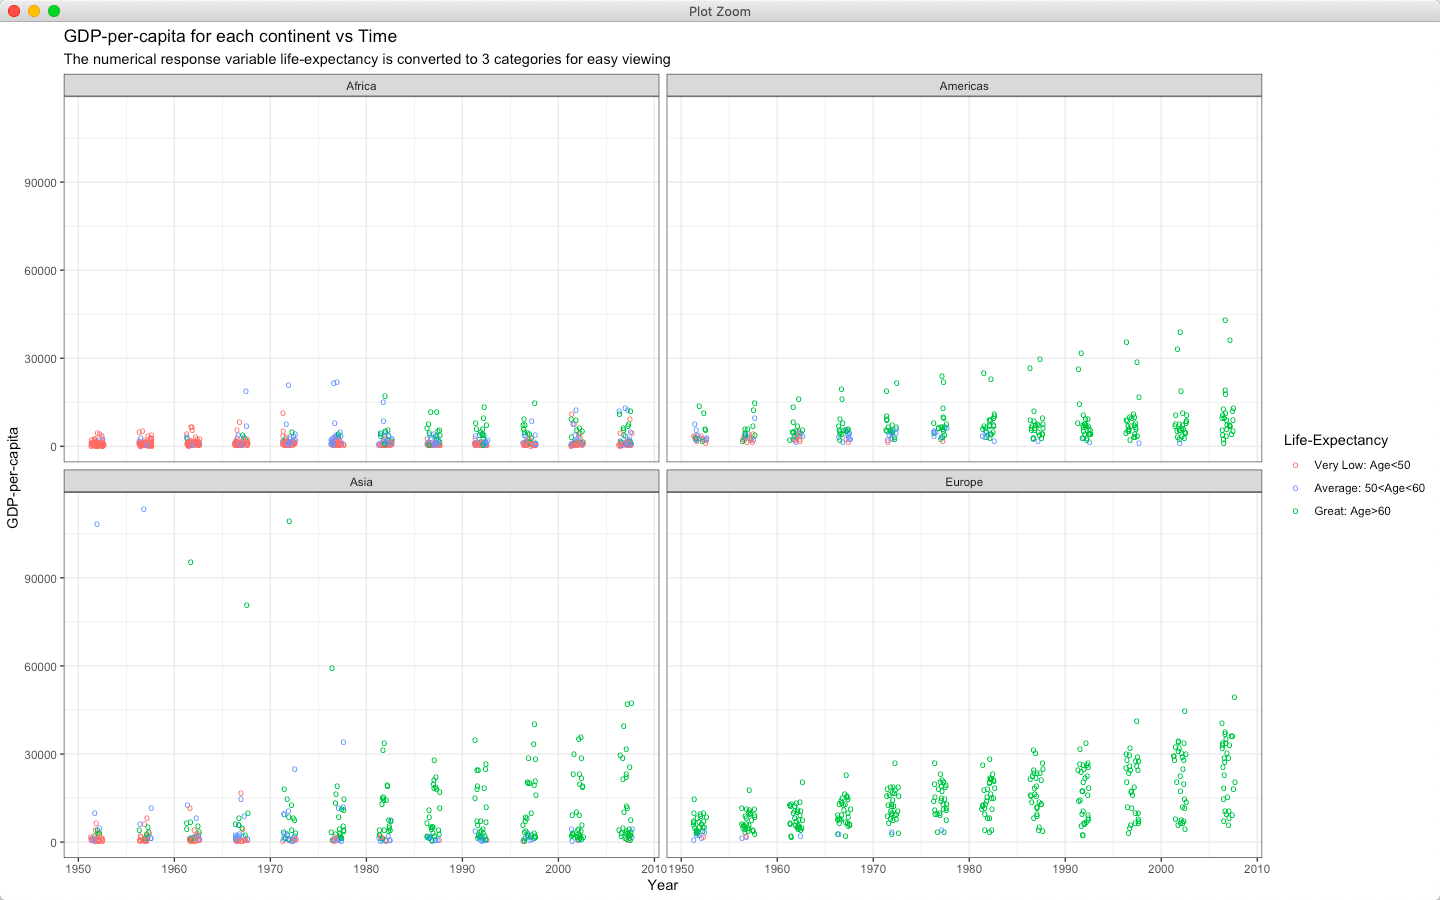 Plot Zoom
GDP-per-capita for each continent vs Time
The numerical response variable life-expectancy is converted to 3 categories for easy viewing
Africa
Americas
90000
60000
30000
0
Asia
Europe
90000
60000
30000
0
1950 1960 1970 1980 1990 2000 2010
1950 1960 1970 1980 1990 2000 2010
Year
GDP-per-capita
Life-Expectancy
Very Low: Age<50
Average: 50<Age<60
Great: Age>60